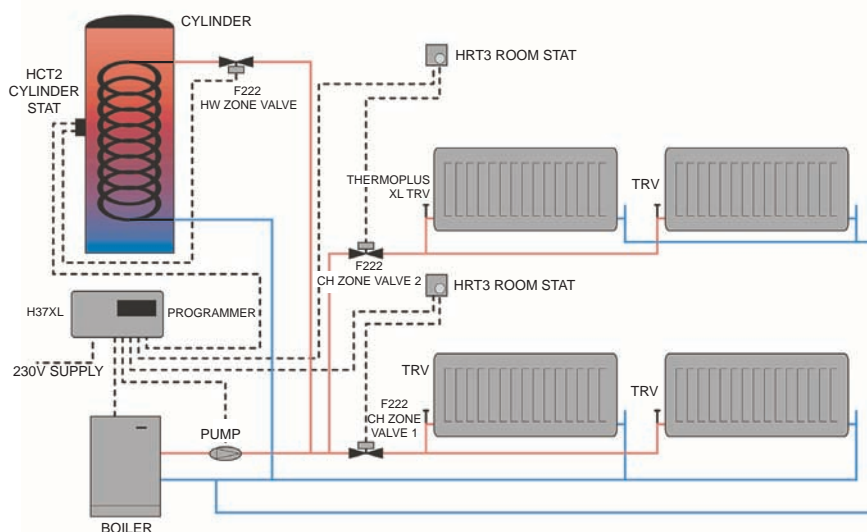 CYLINDER
HCT2
CYLINDER
STAT
F222
HW ZONE VALVE
HRT3 ROOM STAT
THERMOPLUS
XL TRV
TRV
F222
CH ZONE VALVE 2
HRT3 ROOM STAT
H37XL
PROGRAMMER
230V SUPPLY
TRV
TRV
F222
CH ZONE
VALVE 1
PUMP
BOILER